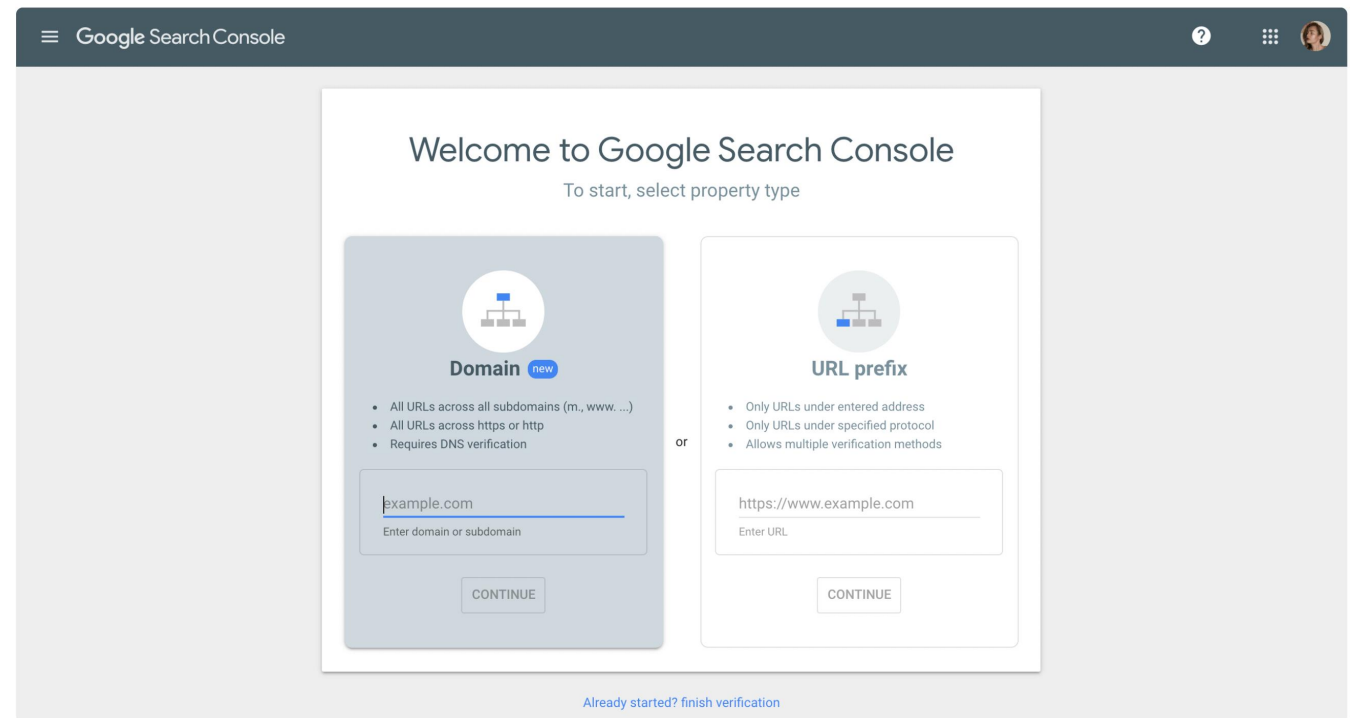 Google Search Console
Welcome to Google Search Console
To start, select property type
Domain new
• All URLs across all subdomains (m., www. ...)
• All URLs across https or http
• Requires DNS verification
example.com
Enter domain or subdomain
CONTINUE
or
URL prefix
• Only URLs under entered address
• Only URLs under specified protocol
• Allows multiple verification methods
https://www.example.com
Enter URL
CONTINUE
Already started? finish verification